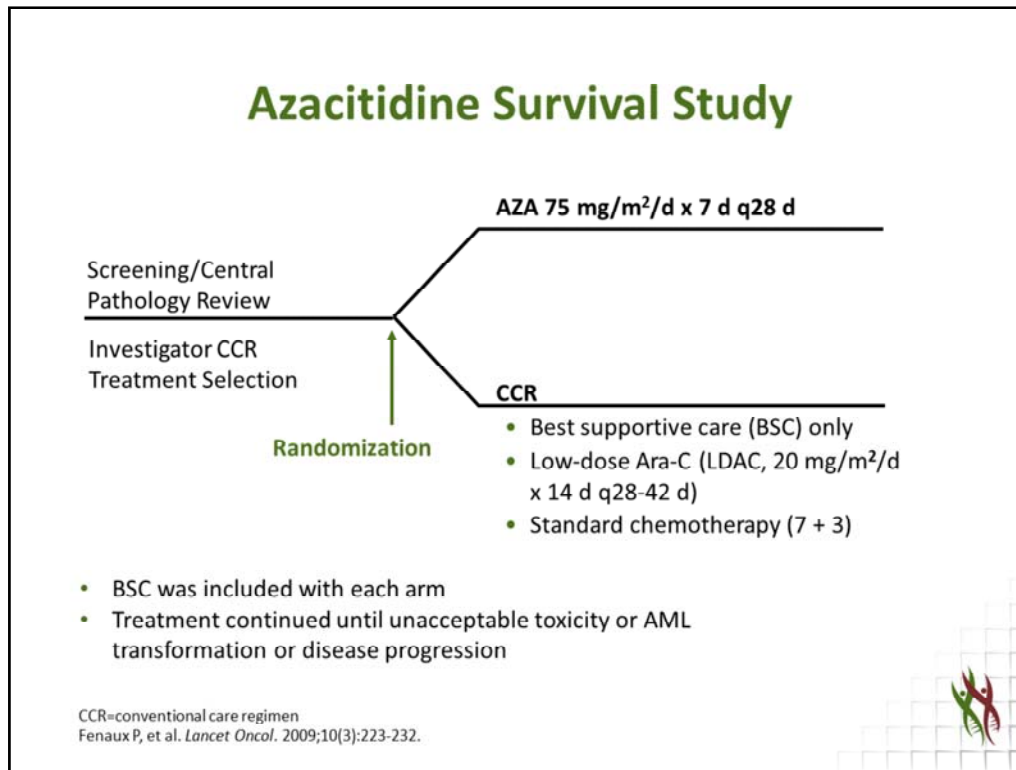 Azacitidine Survival Study
AZA 75 mg/m²/d x 7 d q28 d
Screening/Central
Pathology Review
Investigator CCR
Treatment Selection
Randomization
CCR
• Best supportive care (BSC) only
• Low-dose Ara-C (LDAC, 20 mg/m²/d
x 14 d q28-42 d)
• Standard chemotherapy (7 + 3)
• BSC was included with each arm
• Treatment continued until unacceptable toxicity or AML
transformation or disease progression
CCR=conventional care regimen
Fenaux P, et al. Lancet Oncol. 2009;10(3):223-232.